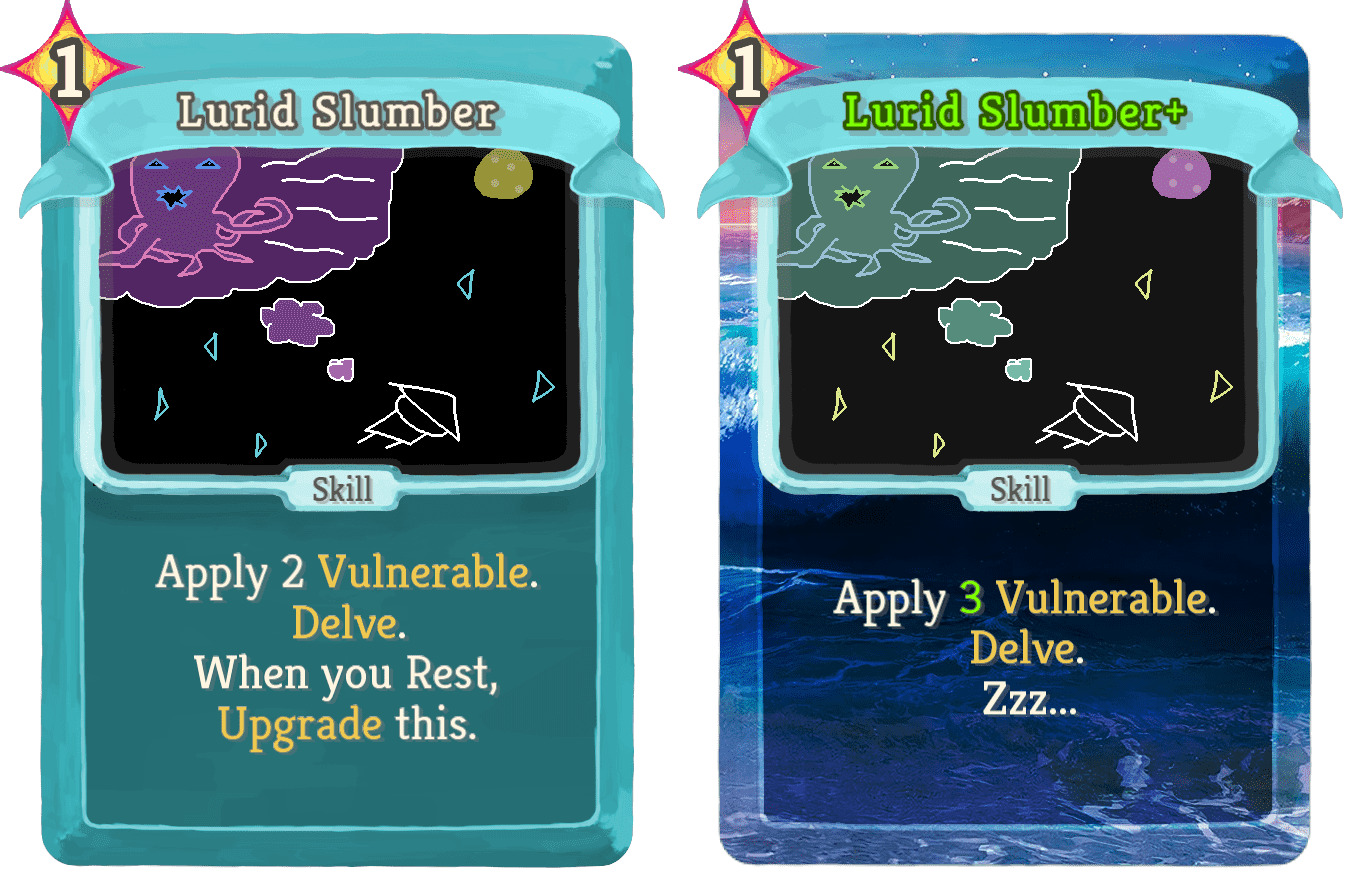 1
Lurid Slumber
Skill
Apply 2 Vulnerable.
Delve.
When you Rest,
Upgrade this.
1
Lurid Slumber+
Skill
Apply 3 Vulnerable.
Delve.
Zzz...